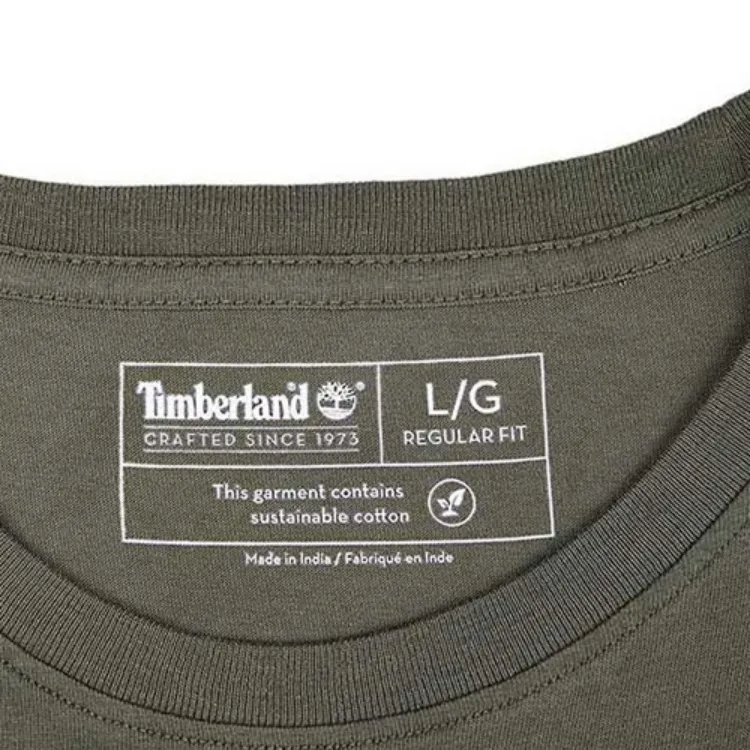 Timberland®
CRAFTED SINCE 1973
L/G
REGULAR FIT
This garment contains
sustainable cotton
Made in India / Fabriqué en Inde